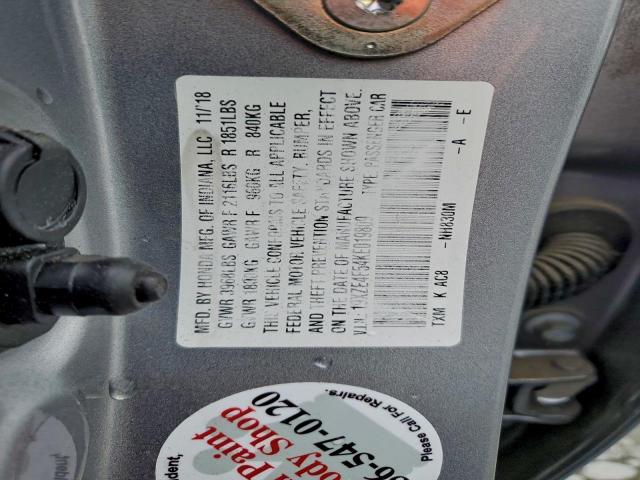 MFD. BY HONDA MFG. OF INDIANA, LLC 11/18
GVWR 3968LBS GAWR F 2116LBS R 1851LBS
GVWR 1800KG GAWR F 960KG R 840KG
THIS VEHICLE CONFORMS TO ALL APPLICABLE
FEDERAL MOTOR VEHICLE SAFETY, BUMPER,
AND THEFT PREVENTION STANDARDS IN EFFECT
ON THE DATE OF MANUFACTURE SHOWN ABOVE.
V.I.N. TYPE: PASSENGER CAR
TXM K AC8 -NH830M -A -E
Paint
Body Shop
6-547-0120
Please Call For Repairs.